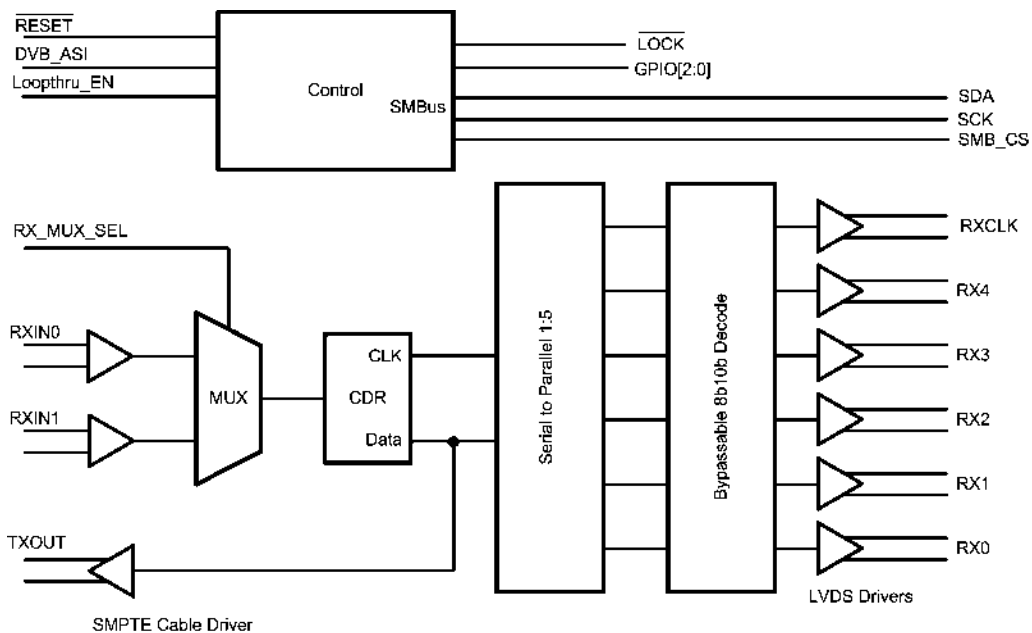 RESET
DVB_ASI
Loopthru_EN
Control
SMBus
LOCK
GPIO[2:0]
SDA
SCK
SMB_CS
RX_MUX_SEL
RXIN0
RXIN1
MUX
CLK
CDR
Data
Serial to Parallel 1:5
Bypassable 8b10b Decode
RXCLK
RX4
RX3
RX2
RX1
RX0
TXOUT
SMPTE Cable Driver
LVDS Drivers